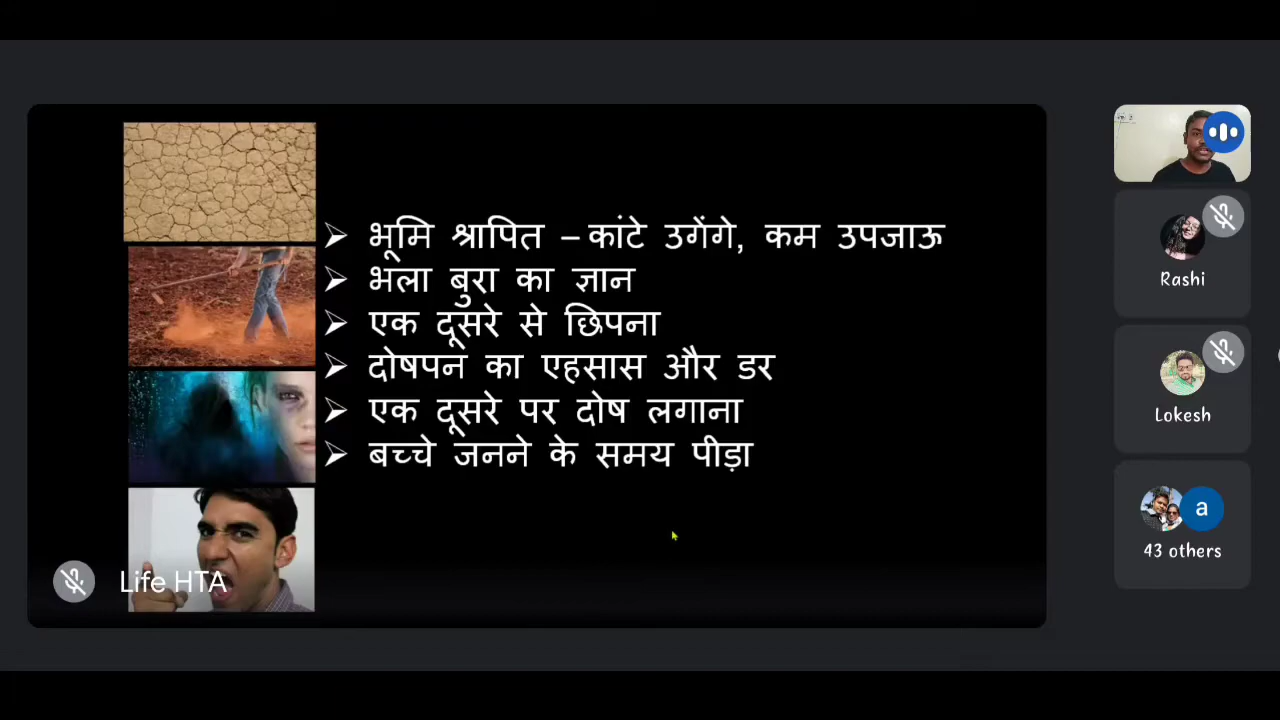 ➢ भूमि श्रापित – कांटे उगेंगे, कम उपजाऊ
➢ भला बुरा का ज्ञान
➢ एक दूसरे से छिपना
➢ दोषपन का एहसास और डर
➢ एक दूसरे पर दोष लगाना
➢ बच्चे जनने के समय पीड़ा
Life HTA
Rashi
Lokesh
a
43 others